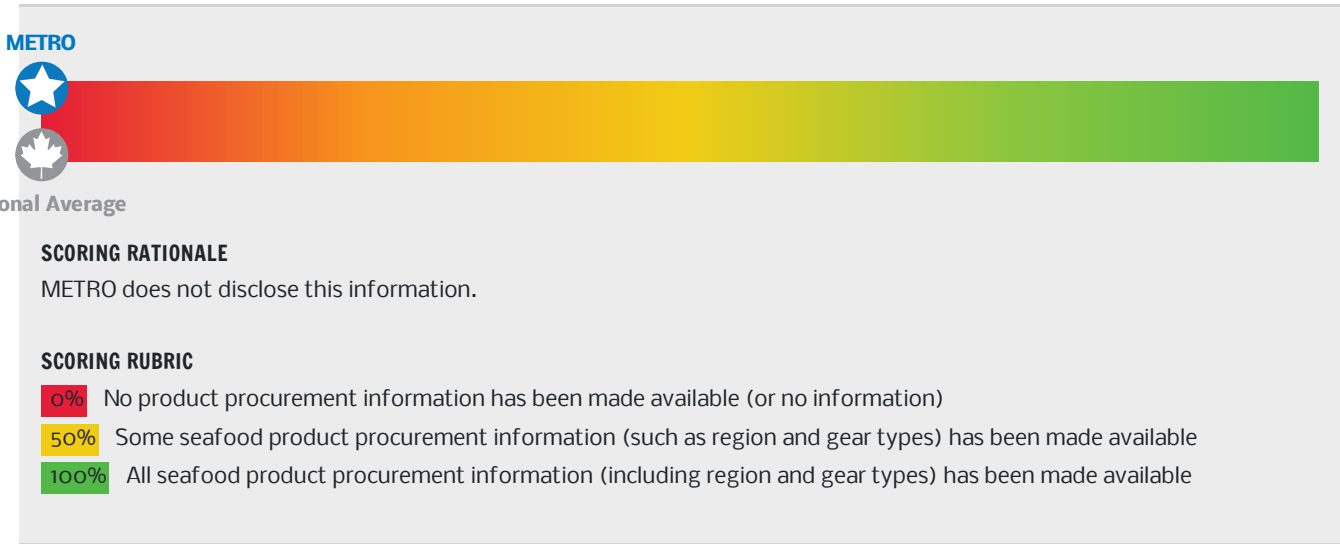 METRO
onal Average
SCORING RATIONALE
METRO does not disclose this information.
SCORING RUBRIC
0% No product procurement information has been made available (or no information)
50% Some seafood product procurement information (such as region and gear types) has been made available
100% All seafood product procurement information (including region and gear types) has been made available